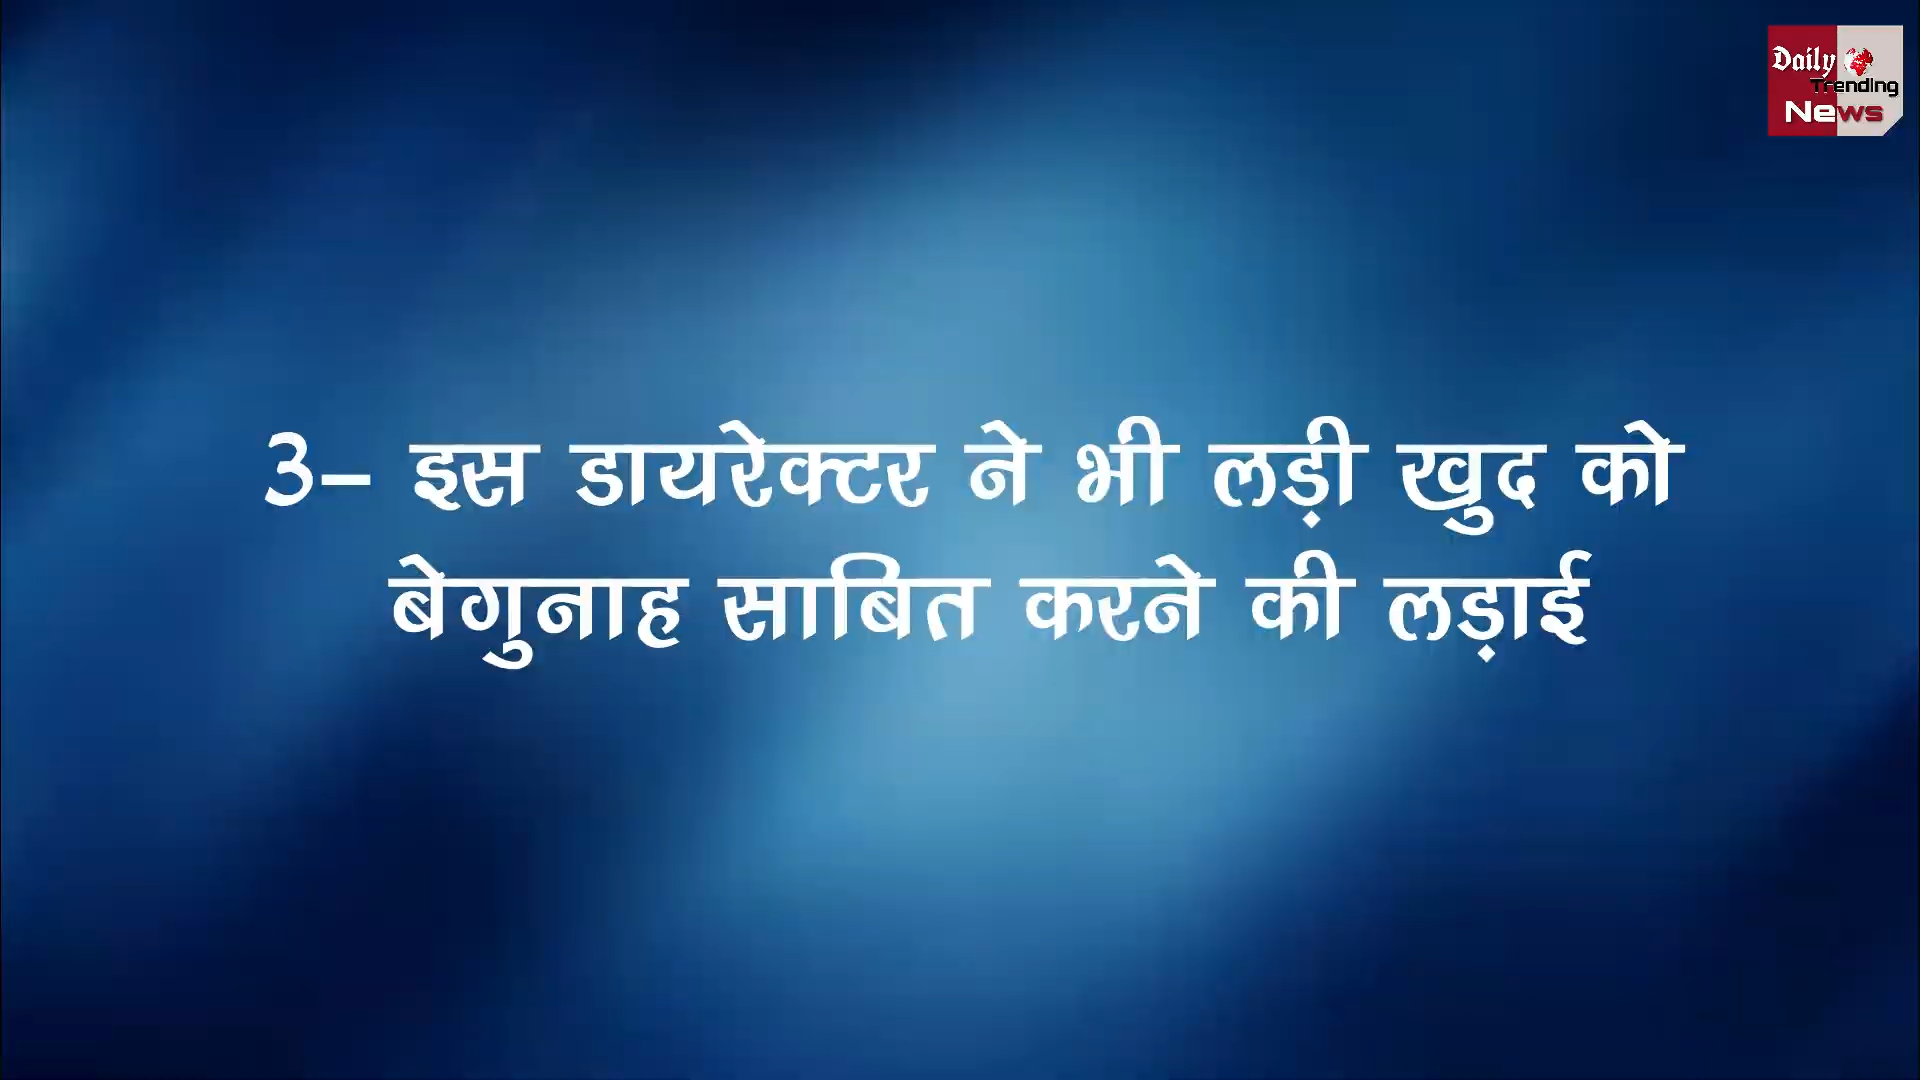 Daily
Trending
News
3- इस डायरेक्टर ने भी लड़ी खुद को
बेगुनाह साबित करने की लड़ाई